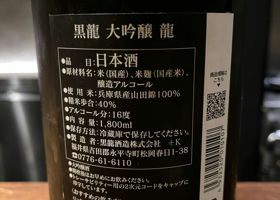 黒龍 大吟醸 龍
品目:日本酒
原材料名:米(国産)、米麹(国産米)、
醸造アルコール
使用米:兵庫県産山田錦100%
精米歩合:40%
アルコール分:16度
内容量:1,800ml
保存方法:冷蔵庫で保存してください。
製造者:黒龍酒造株式会社 +K
福井県吉田郡永平寺町松岡春日1-38
☎0776-61-6110